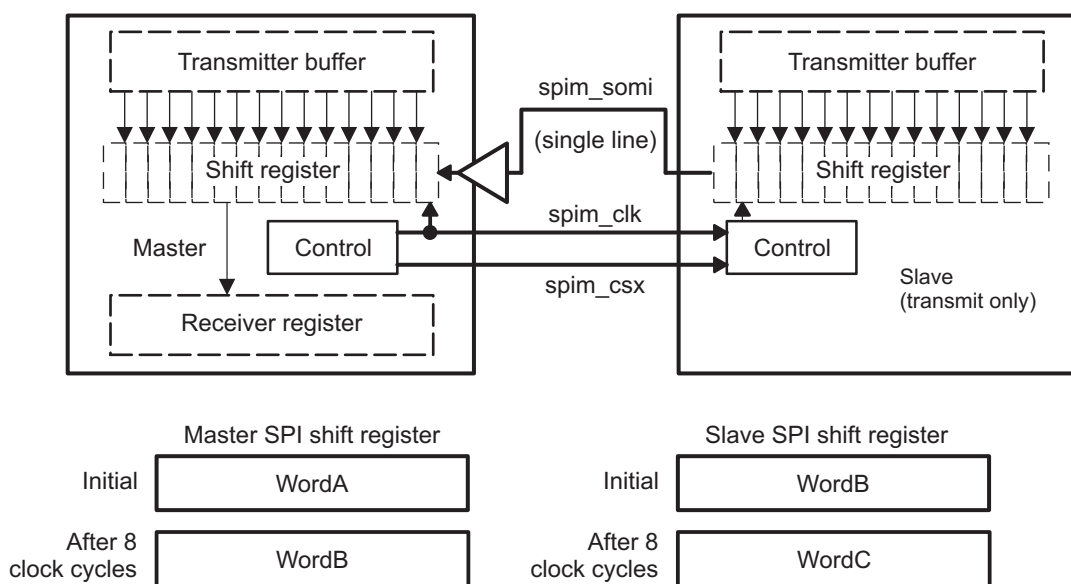 Transmitter buffer
Transmitter buffer
spim_somi
(single line)
Shift register
Shift register
spim_clk
Master
Control
Control
spim_csx
Slave
(transmit only)
Receiver register
Master SPI shift register
Slave SPI shift register
Initial
WordA
Initial
WordB
After 8
clock cycles
WordB
After 8
clock cycles
WordC